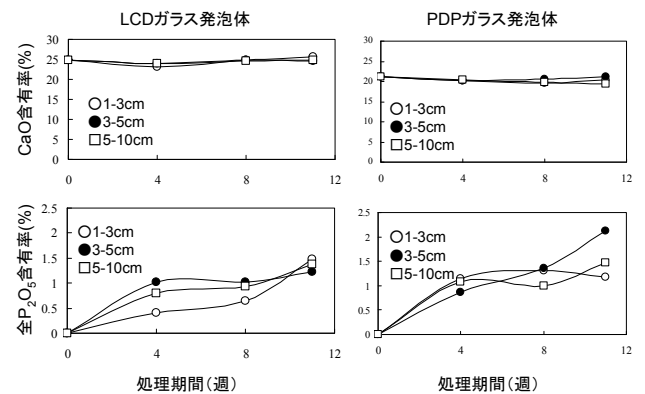 LCDガラス発泡体
PDPガラス発泡体
CaO含有率(%)
30
25
20
15
10
5
0
○1-3cm
●3-5cm
□5-10cm
0
4
8
12
30
25
20
15
10
5
0
○1-3cm
●3-5cm
□5-10cm
0
4
8
12
全P₂O₅含有率(%)
2.5
2
1.5
1
0.5
0
○1-3cm
●3-5cm
□5-10cm
0
4
8
12
処理期間(週)
2.5
2
1.5
1
0.5
0
○1-3cm
●3-5cm
□5-10cm
0
4
8
12
処理期間(週)